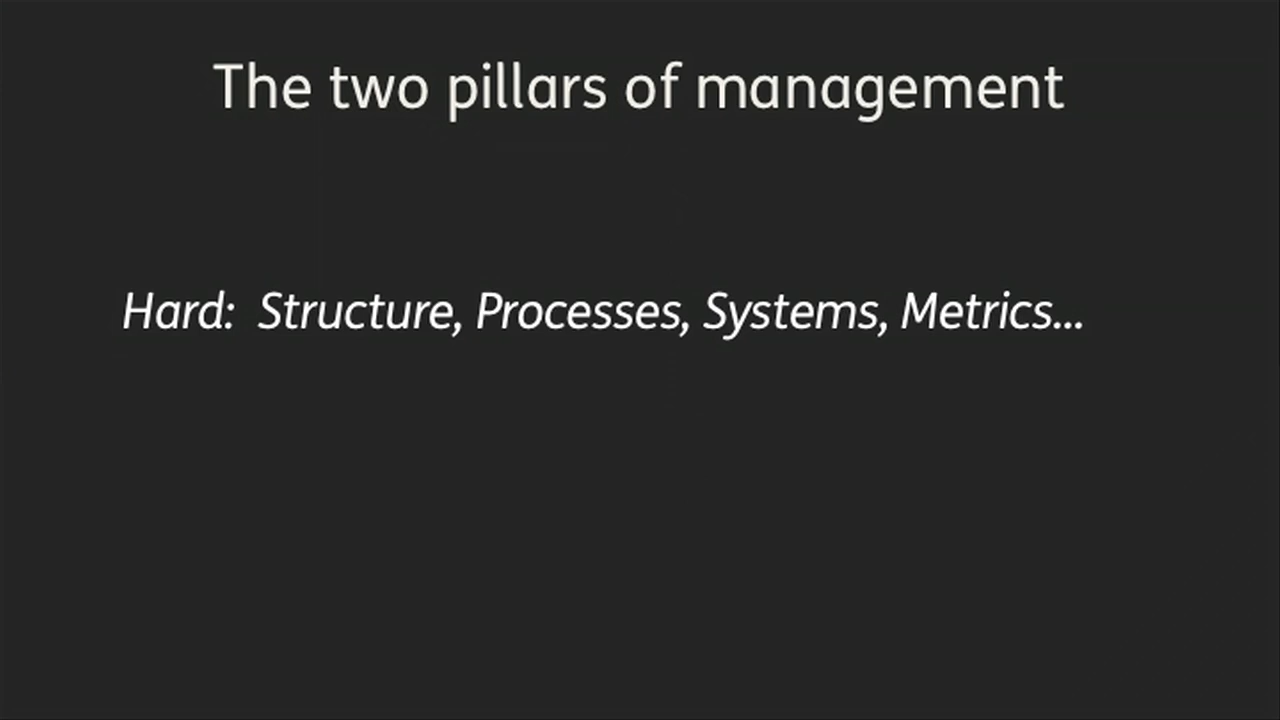 The two pillars of management
Hard: Structure, Processes, Systems, Metrics...